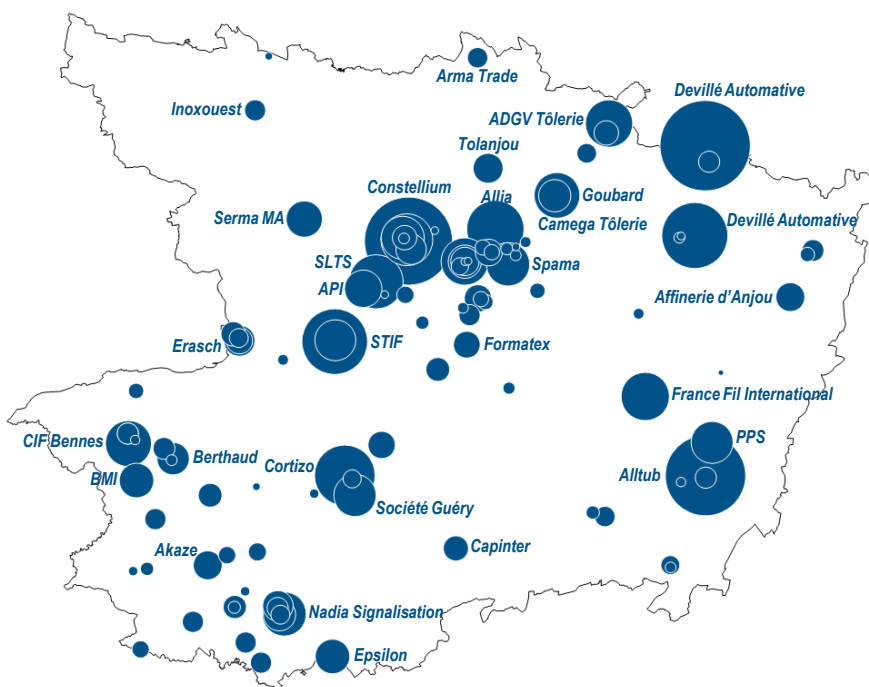 Arma Trade
Devillé Automative
Inoxouest
ADGV Tôlerie
Tolanjou
Constellium
Allia
Goubard
Serma MA
Camega Tôlerie
Devillé Automative
SLTS
Spama
API
Affinerie d'Anjou
STIF
Formatex
Erasch
France Fil International
CIF Bennes
PPS
Berthaud
Cortizo
Alltub
BMI
Société Guéry
Akaze
Capinter
Nadia Signalisation
Epsilon